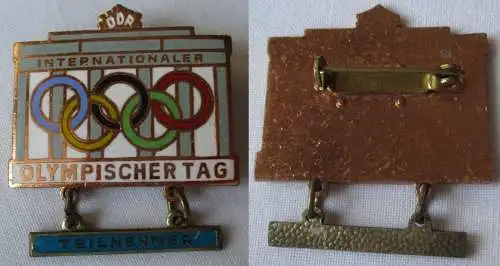 DDR
INTERNATIONALER
OLYMPISCHER TAG
TEILNEHMER